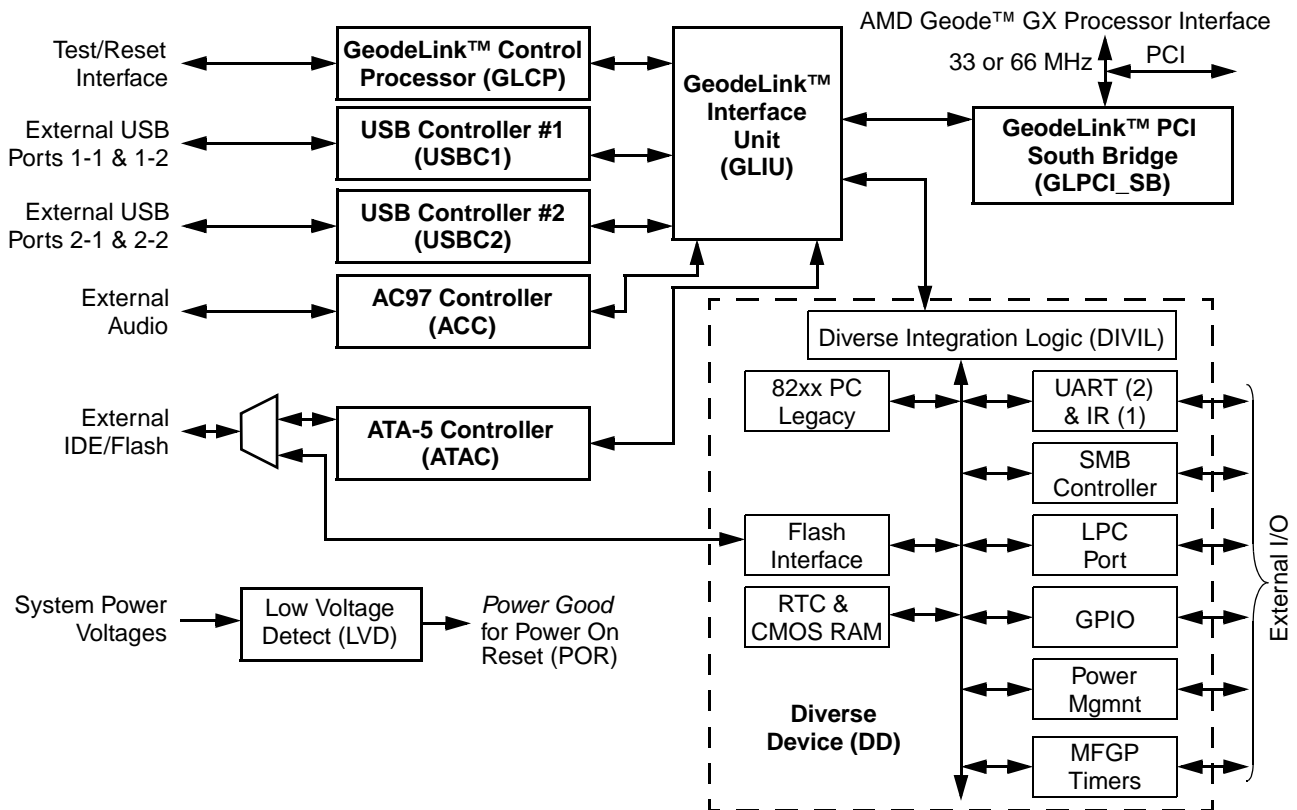 AMD Geode™ GX Processor Interface
33 or 66 MHz
PCI
Test/Reset
Interface
GeodeLink™ Control
Processor (GLCP)
GeodeLink™
Interface
Unit
(GLIU)
GeodeLink™ PCI
South Bridge
(GLPCI_SB)
External USB
Ports 1-1 & 1-2
USB Controller #1
(USBC1)
External USB
Ports 2-1 & 2-2
USB Controller #2
(USBC2)
External
Audio
AC97 Controller
(ACC)
External
IDE/Flash
ATA-5 Controller
(ATAC)
System Power
Voltages
Low Voltage
Detect (LVD)
Power Good
for Power On
Reset (POR)
Diverse Integration Logic (DIVIL)
82xx PC
Legacy
UART (2)
& IR (1)
SMB
Controller
Flash
Interface
LPC
Port
RTC &
CMOS RAM
GPIO
Power
Mgmnt
MFGP
Timers
Diverse
Device (DD)
External I/O